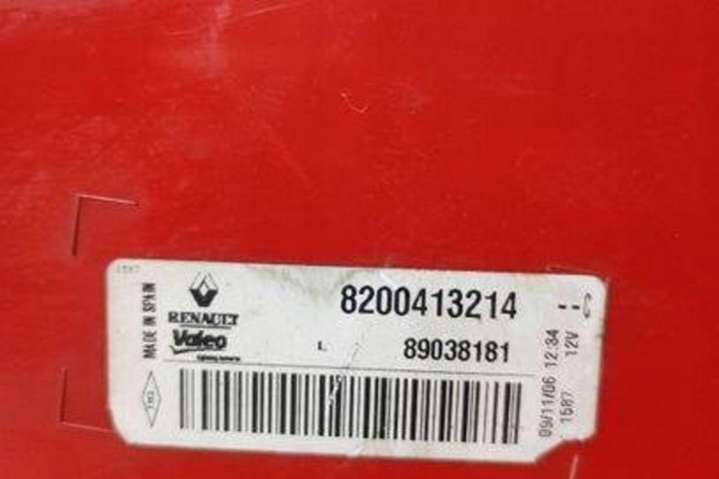 1587
MADE IN SPAIN
RENAULT
Valeo
8200413214
L 89038181
09/11/06 12:34
1587 12V